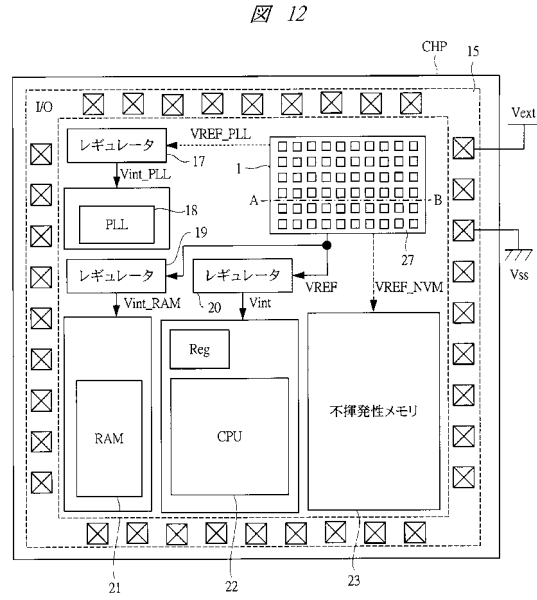 図 12
CHP
15
I/O
Vext
VREF_PLL
レギュレータ
17
1
Vint_PLL
A
B
18
PLL
19
27
Vss
レギュレータ
レギュレータ
VREF
VREF_NVM
Vint_RAM
20
Vint
Reg
RAM
CPU
不揮発性メモリ
21
22
23